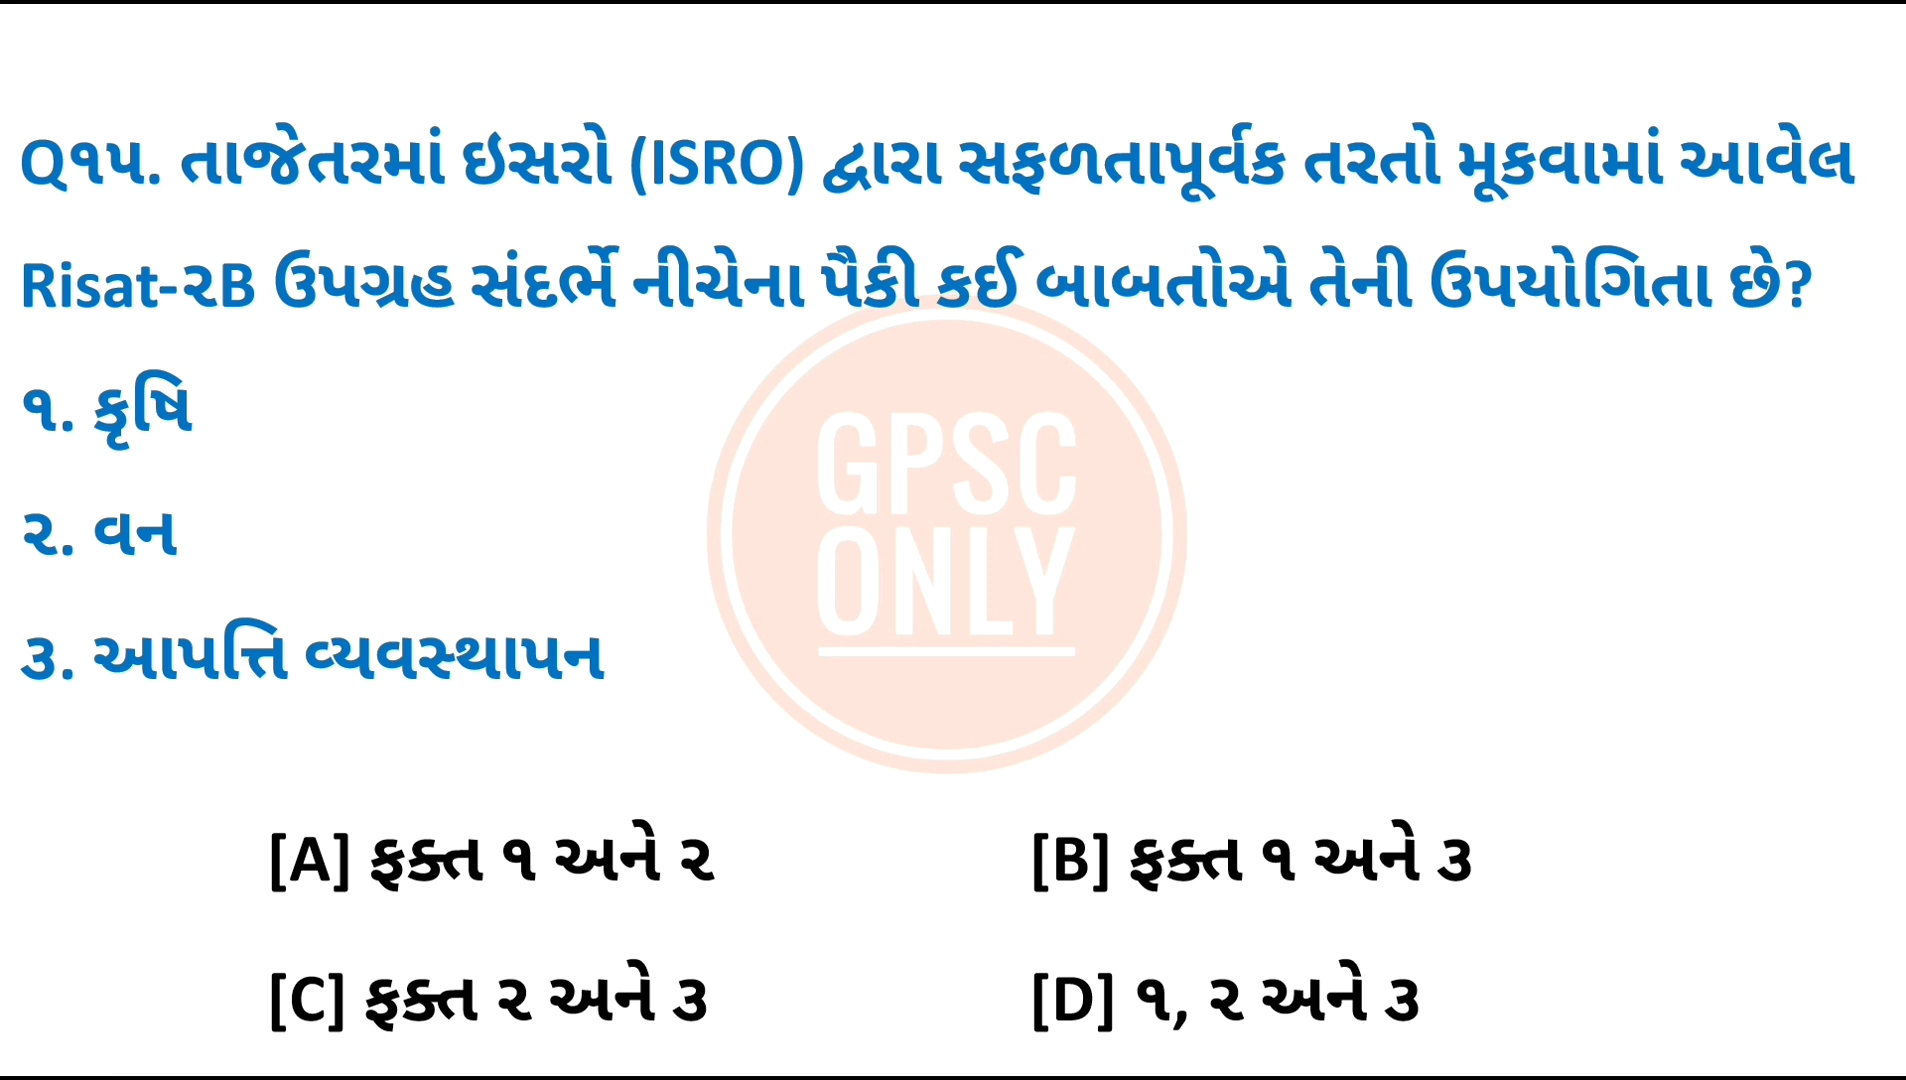 Q૧૫. તાજેતરમાં ઇસરો (ISRO) દ્વારા સફળતાપૂર્વક તરતો મૂકવામાં આવેલ
Risat-૨B ઉપગ્રહ સંદર્ભે નીચેના પૈકી કઈ બાબતોએ તેની ઉપયોગિતા છે?
૧. કૃષિ
૨. વન
૩. આપત્તિ વ્યવસ્થાપન
GPSC
ONLY
[A] ફક્ત ૧ અને ૨
[B] ફક્ત ૧ અને ૩
[C] ફક્ત ૨ અને ૩
[D] ૧, ૨ અને ૩